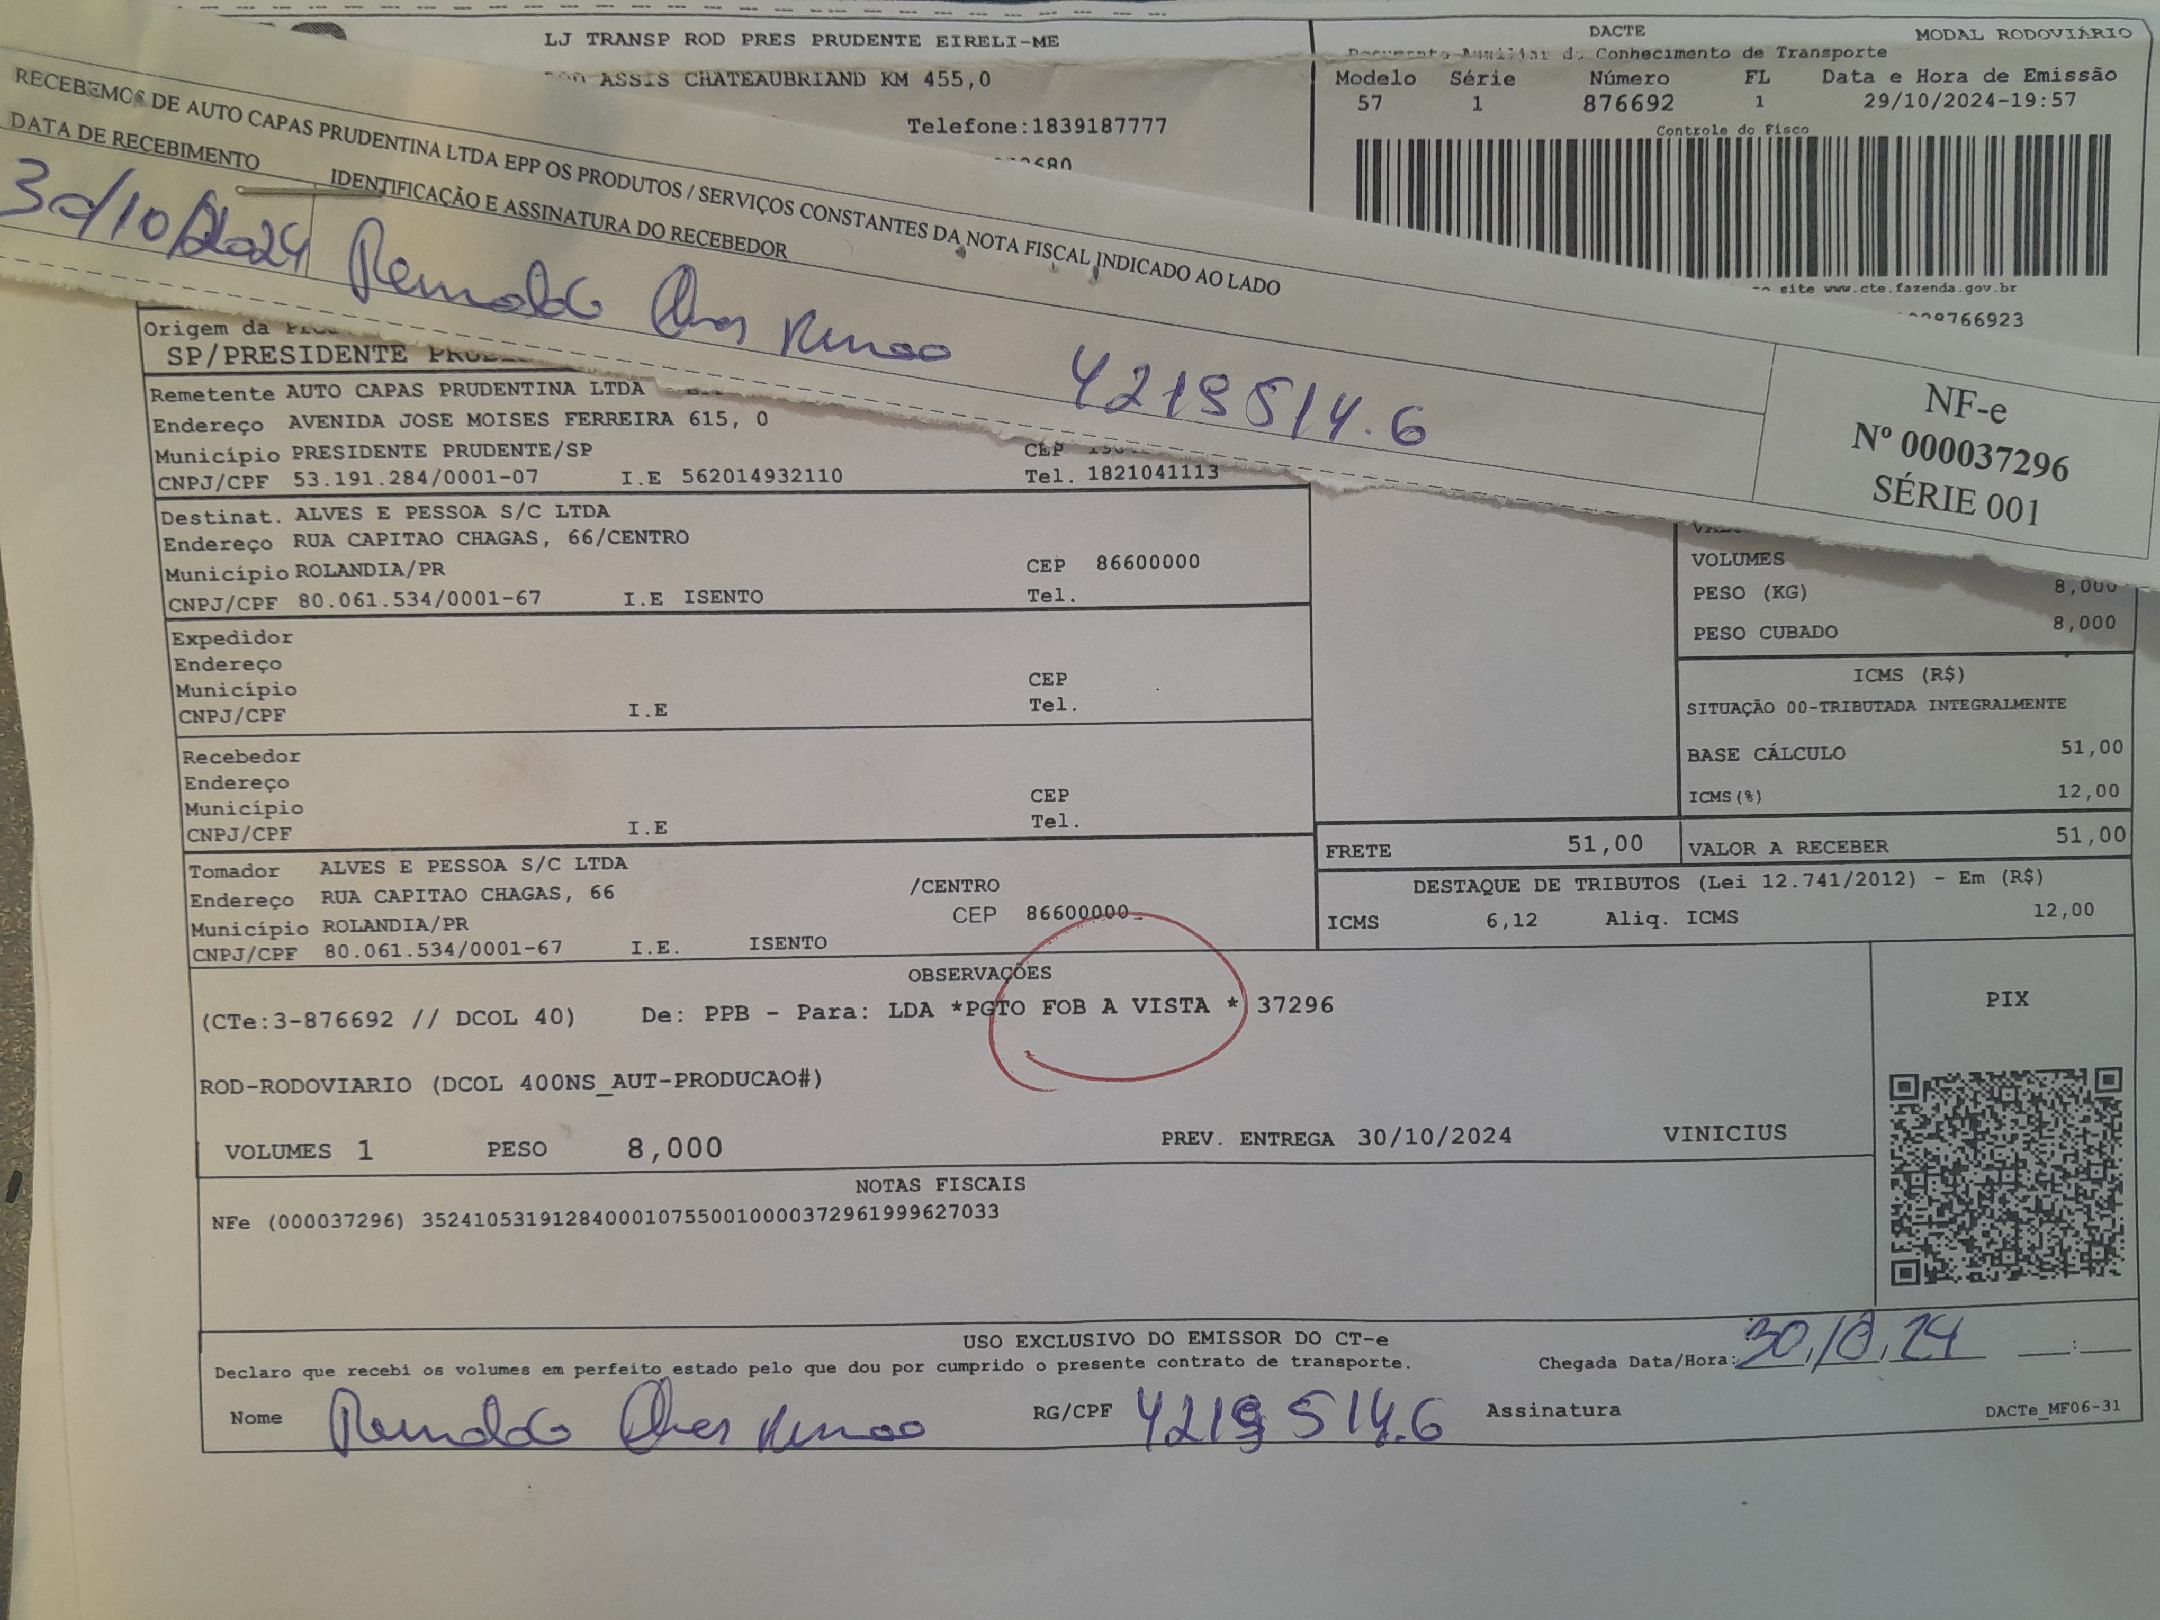 LJ TRANSP ROD PRES PRUDENTE EIRELI-ME
ASSIS CHATEAUBRIAND KM 455,0
Telefone:1839187777
DACTE
MODAL RODOVIÁRIO
Documento Auxiliar do Conhecimento de Transporte
Modelo Série Número FL Data e Hora de Emissão
57 1 876692 1 29/10/2024-19:57
Controle do Fisco
site www.cte.fazenda.gov.br
RECEBEMOS DE AUTO CAPAS PRUDENTINA LTDA EPP OS PRODUTOS / SERVIÇOS CONSTANTES DA NOTA FISCAL INDICADO AO LADO
DATA DE RECEBIMENTO IDENTIFICAÇÃO E ASSINATURA DO RECEBEDOR
30/10/2024 4219514.6
NF-e
Nº 000037296
SÉRIE 001
Origem da
SP/PRESIDENTE
Remetente AUTO CAPAS PRUDENTINA LTDA
Endereço AVENIDA JOSE MOISES FERREIRA 615, 0
Município PRESIDENTE PRUDENTE/SP CEP
CNPJ/CPF 53.191.284/0001-07 I.E 562014932110 Tel. 1821041113
Destinat. ALVES E PESSOA S/C LTDA
Endereço RUA CAPITAO CHAGAS, 66/CENTRO
Município ROLANDIA/PR CEP 86600000
CNPJ/CPF 80.061.534/0001-67 I.E ISENTO Tel.
VOLUMES
PESO (KG) 8,000
PESO CUBADO 8,000
Expedidor
Endereço
Município CEP
CNPJ/CPF I.E Tel.
ICMS (R$)
SITUAÇÃO 00-TRIBUTADA INTEGRALMENTE
BASE CÁLCULO 51,00
ICMS(%) 12,00
Recebedor
Endereço
Município CEP
CNPJ/CPF I.E Tel.
FRETE 51,00 VALOR A RECEBER 51,00
DESTAQUE DE TRIBUTOS (Lei 12.741/2012) - Em (R$)
ICMS 6,12 Aliq. ICMS 12,00
Tomador ALVES E PESSOA S/C LTDA
Endereço RUA CAPITAO CHAGAS, 66 /CENTRO
Município ROLANDIA/PR CEP 86600000
CNPJ/CPF 80.061.534/0001-67 I.E. ISENTO
OBSERVAÇÕES
(CTe:3-876692 // DCOL 40) De: PPB - Para: LDA *PGTO FOB A VISTA * 37296
PIX
ROD-RODOVIARIO (DCOL 400NS_AUT-PRODUCAO#)
VOLUMES 1 PESO 8,000 PREV. ENTREGA 30/10/2024 VINICIUS
NOTAS FISCAIS
NFe (000037296) 35241053191284000107550010000372961999627033
USO EXCLUSIVO DO EMISSOR DO CT-e
Declaro que recebi os volumes em perfeito estado pelo que dou por cumprido o presente contrato de transporte. Chegada Data/Hora: 30,10,24 __:__
Nome RG/CPF 4219514.6 Assinatura DACTe_MF06-31